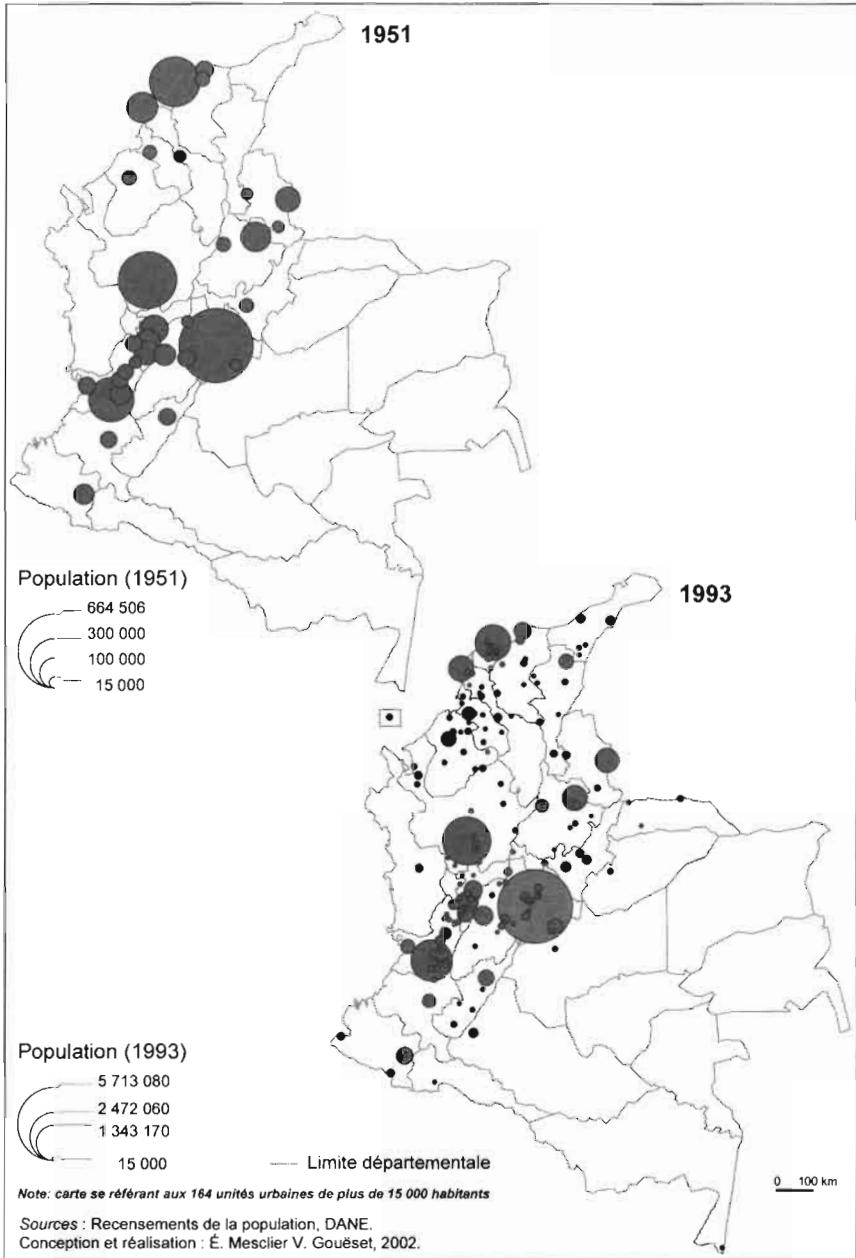 1951
Population (1951)
664 506
300 000
100 000
15 000
1993
Population (1993)
5 713 080
2 472 060
1 343 170
15 000
Limite départementale
0 100 km
Note: carte se référant aux 164 unités urbaines de plus de 15 000 habitants
Sources : Recensements de la population, DANE.
Conception et réalisation : É. Mesclier V. Gouëset, 2002.